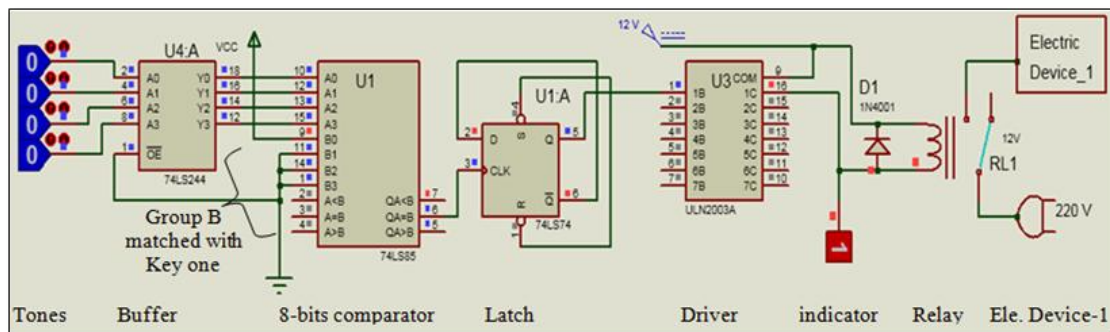 12 V
U4:A
VCC
U1
U1:A
U3
D1
1N4001
Electric
Device_1
0
0
0
0
2 A0 Y0 18
4 A1 Y1 16
6 A2 Y2 14
8 A3 Y3 12
1 OE
74LS244
10 A0
12 A1
13 A2
15 A3
9 B0
11 B1
14 B2
1 B3
2 A<B QA<B 7
3 A=B QA=B 6
4 A>B QA>B 5
74LS85
4
S
2 D Q 5
3 CLK
Q 6
R
1
74LS74
COM 9
1 1B 1C 16
2 2B 2C 15
3 3B 3C 14
4 4B 4C 13
5 5B 5C 12
6 6B 6C 11
7 7B 7C 10
ULN2003A
12V
RL1
220 V
1
Group B
matched with
Key one
Tones Buffer 8-bits comparator Latch Driver indicator Relay Ele. Device-1